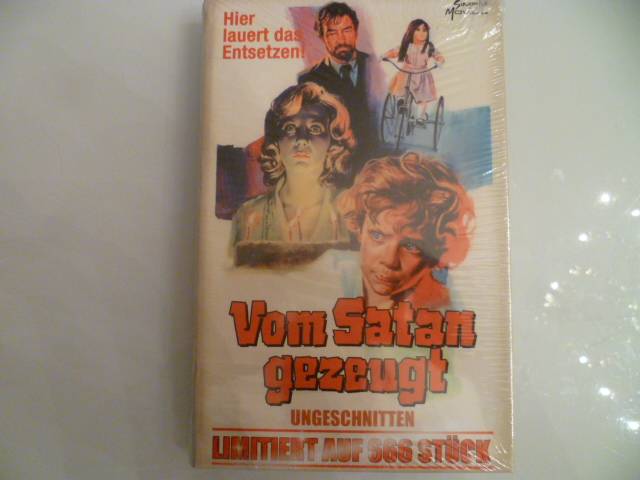 Hier
lauert das
Entsetzen!
Vom Satan
gezeugt
UNGESCHNITTEN
LIMITIERT AUF 666 STÜCK